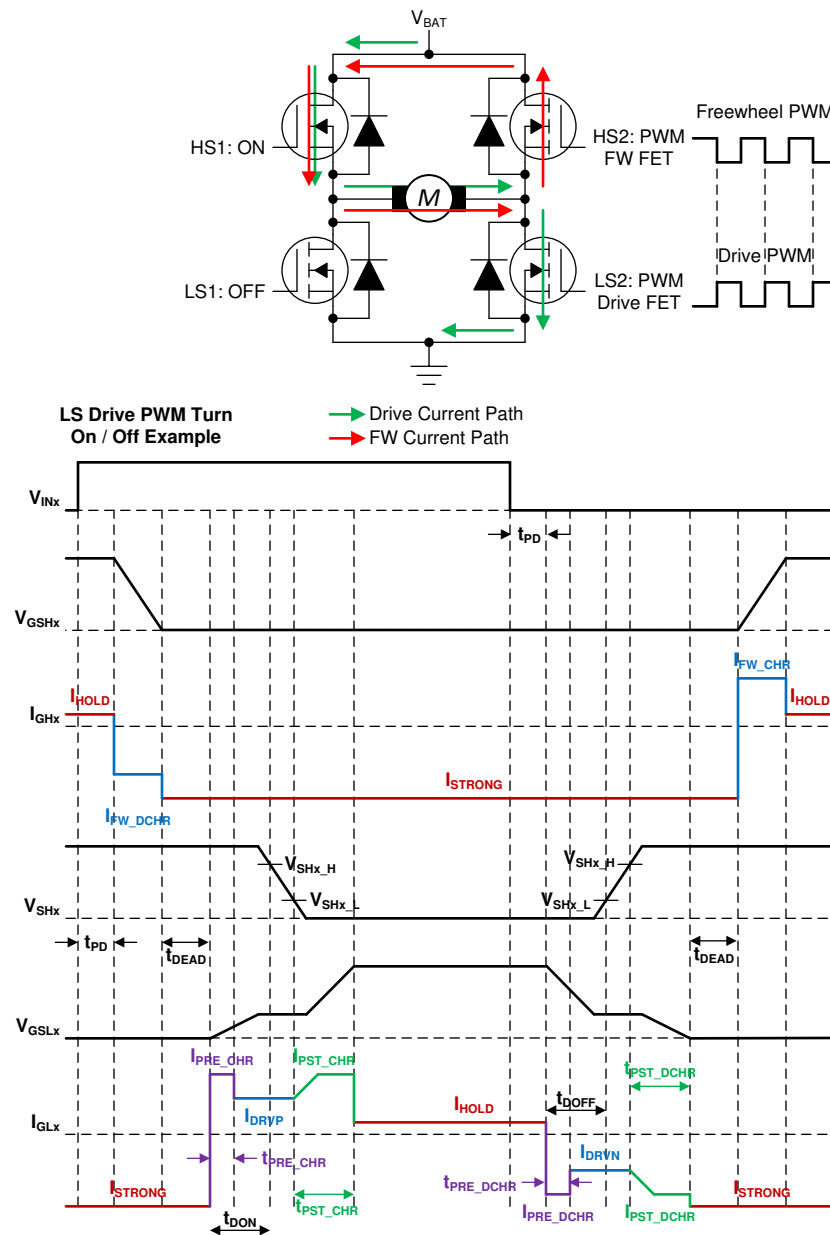 VBAT
HS1: ON
HS2: PWM
FW FET
Freewheel PWM
M
LS1: OFF
LS2: PWM
Drive FET
Drive PWM
LS Drive PWM Turn
On / Off Example
Drive Current Path
FW Current Path
VINx
tPD
VGSHx
IFW_CHR
IHOLD
IHOLD
IGHx
ISTRONG
IFW_DCHR
VSHx_H
VSHx_H
VSHx_L
VSHx_L
VSHx
tPD
tDEAD
tDEAD
VGSLx
IPRE_CHR
IPST_CHR
tPST_DCHR
IDRVP
IHOLD
tDOFF
IGLx
IDRVN
tPRE_CHR
tPRE_DCHR
ISTRONG
tPST_CHR
IPRE_DCHR
IPST_DCHR
ISTRONG
tDON